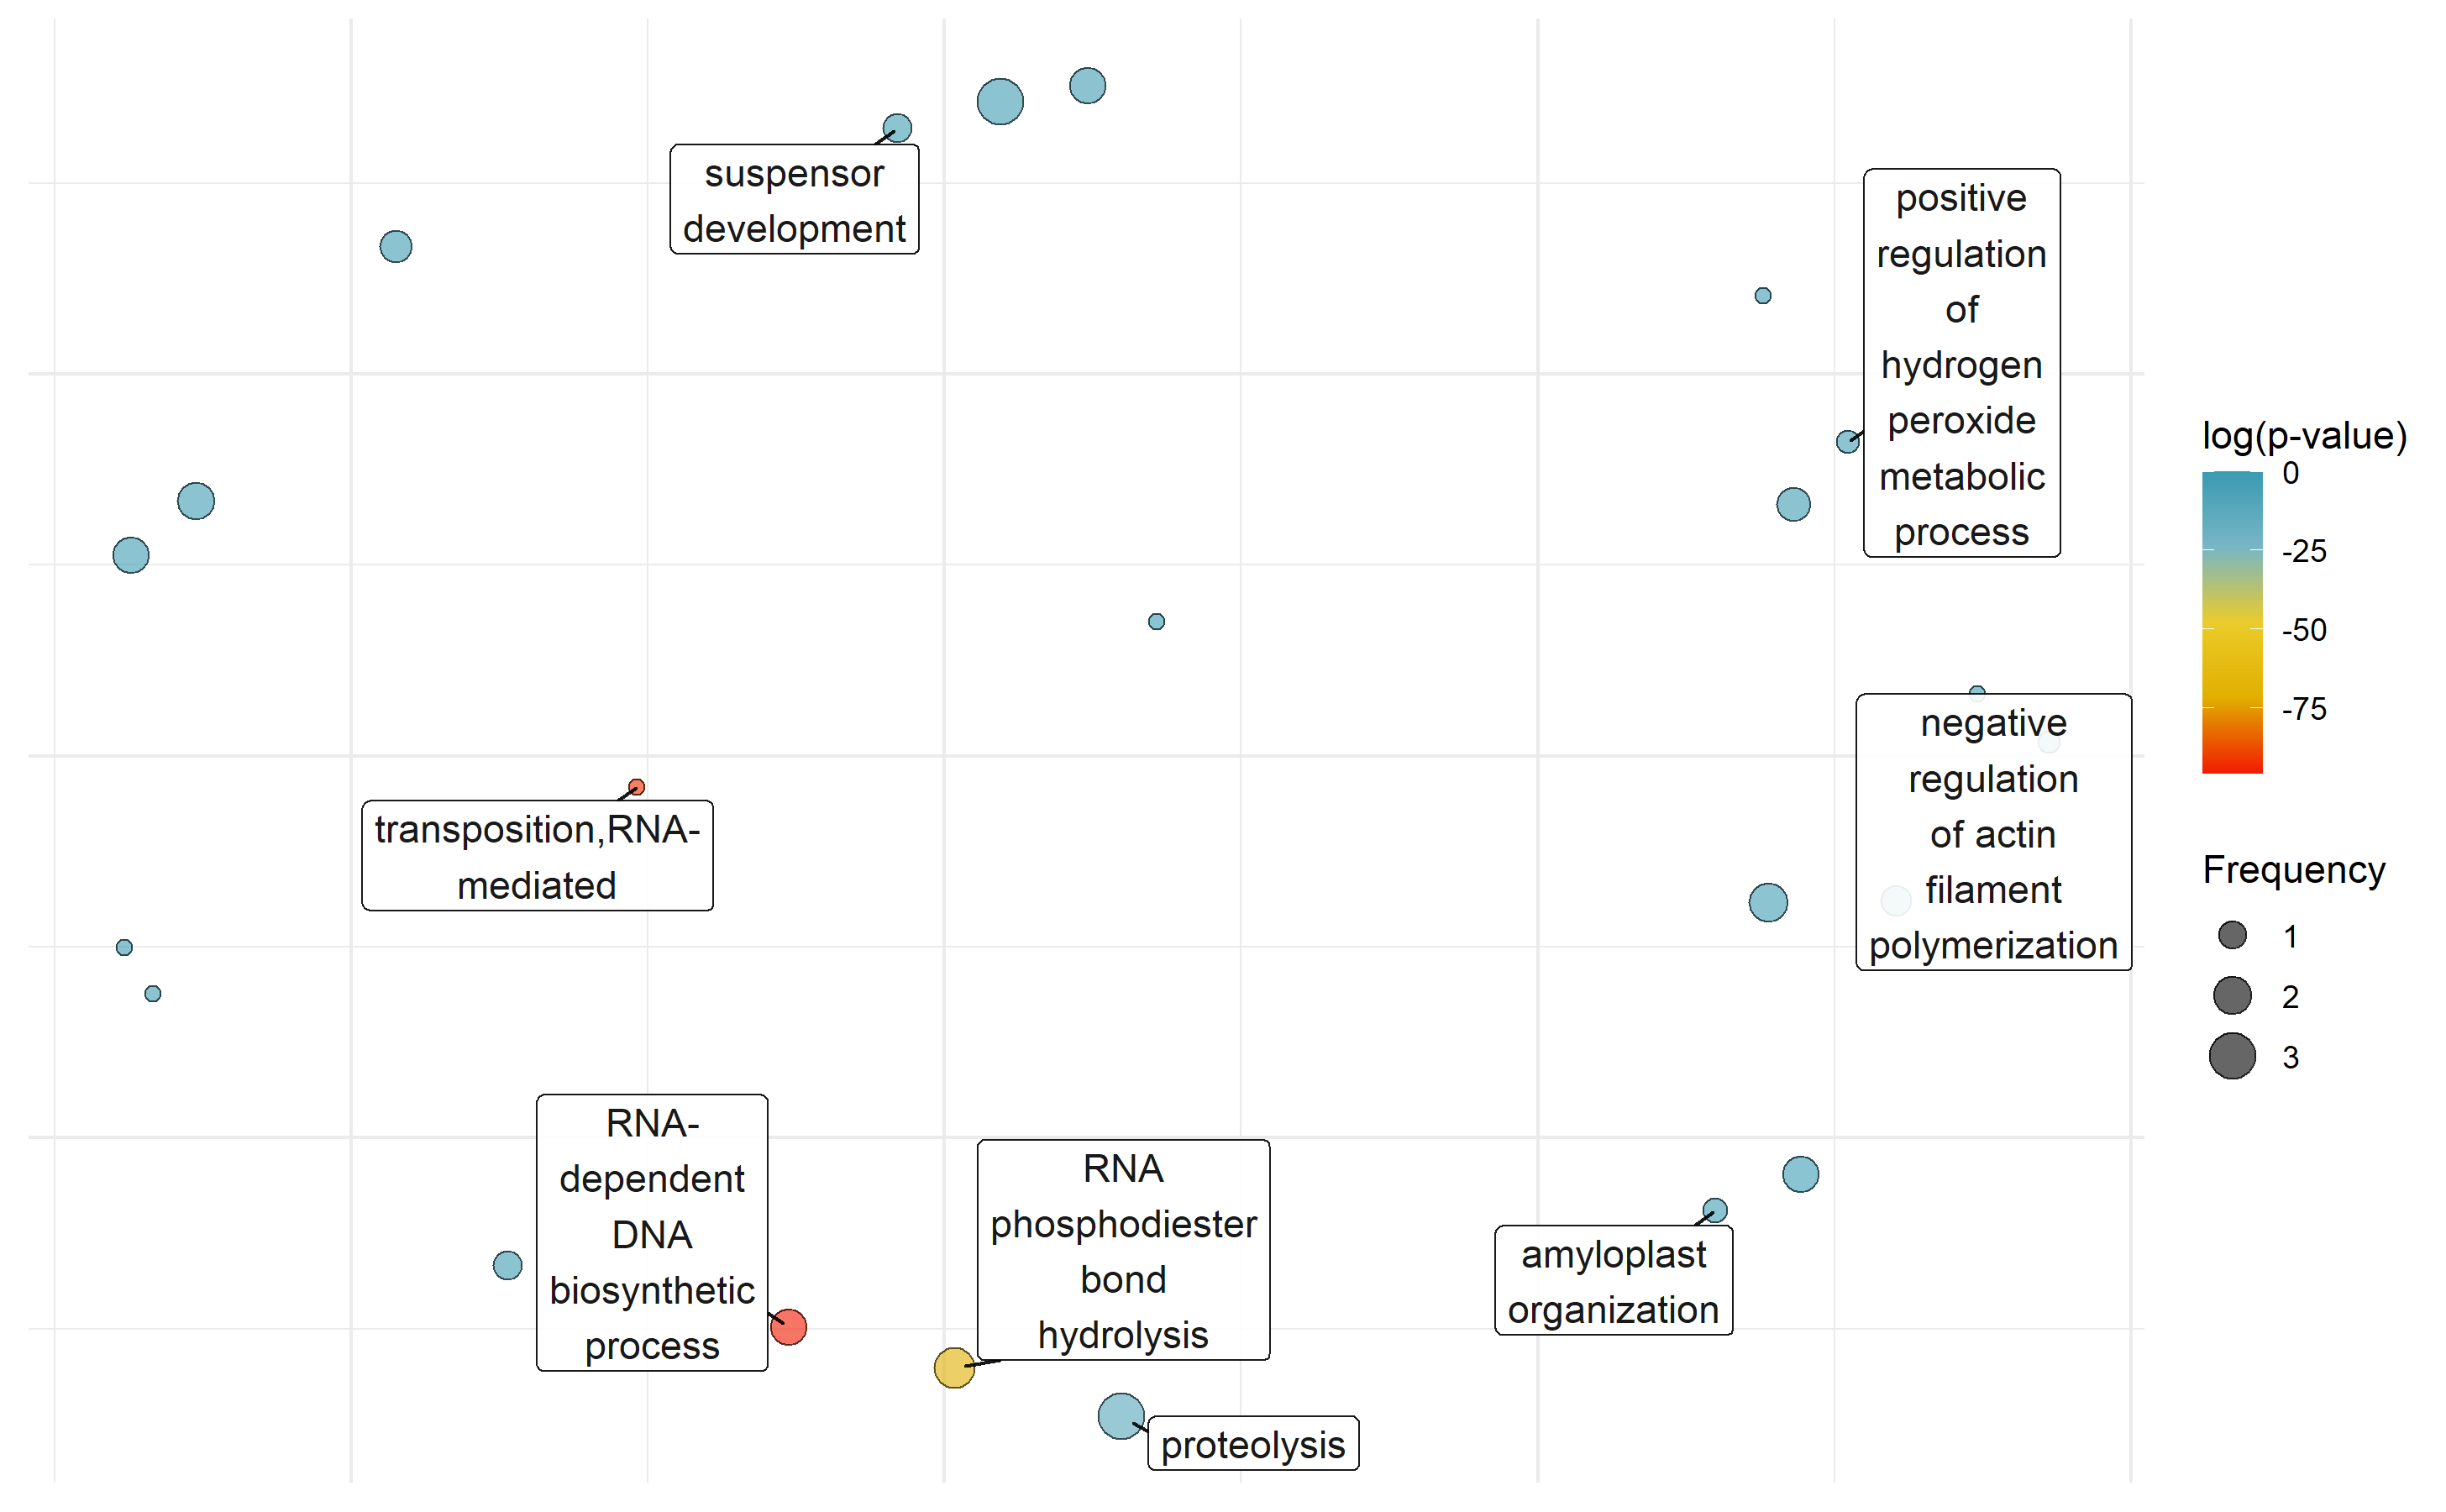 suspensor
development
positive
regulation
of
hydrogen
peroxide
metabolic
process
log(p-value)
0
-25
-50
-75
negative
regulation
of actin
filament
polymerization
transposition,RNA-
mediated
Frequency
1
2
3
RNA-
dependent
DNA
biosynthetic
process
RNA
phosphodiester
bond
hydrolysis
amyloplast
organization
proteolysis